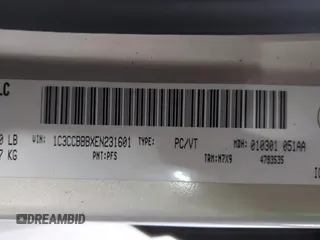 LC
0 LB
7 KG
VIN: 1C3CCBBBXEN231601 TYPE: PC/VT MDH: 010301 051AA
PNT:PFS TRM:M7X9 4783535
DREAMBID